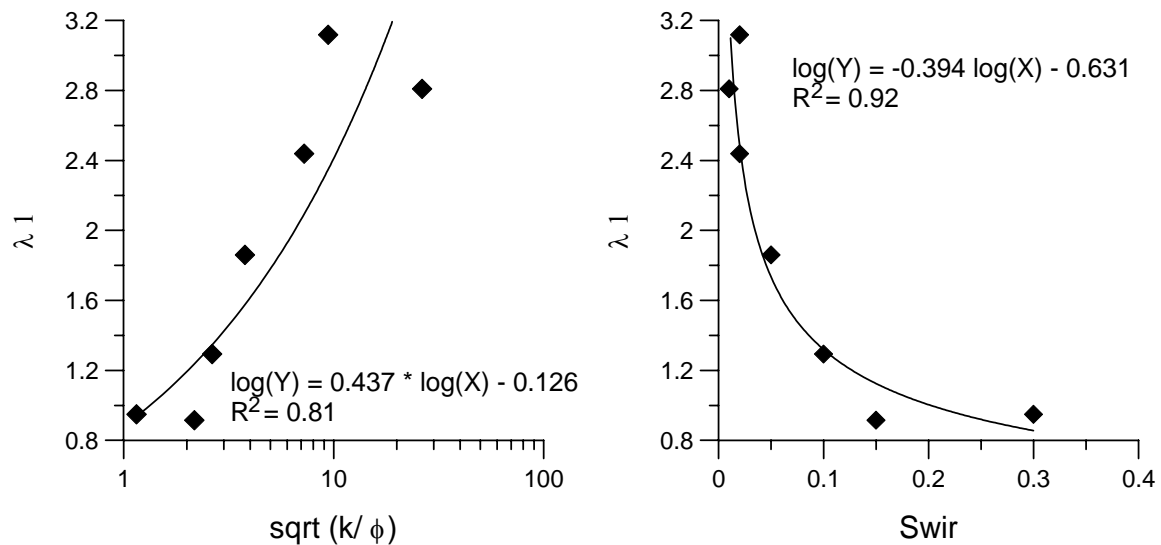 3.2
2.8
2.4
2
1.6
1.2
0.8
λ 1
log(Y) = 0.437 * log(X) - 0.126
R2 = 0.81
1 10 100
sqrt (k/ φ)
3.2
2.8
2.4
2
1.6
1.2
0.8
λ 1
log(Y) = -0.394 log(X) - 0.631
R2 = 0.92
0 0.1 0.2 0.3 0.4
Swir